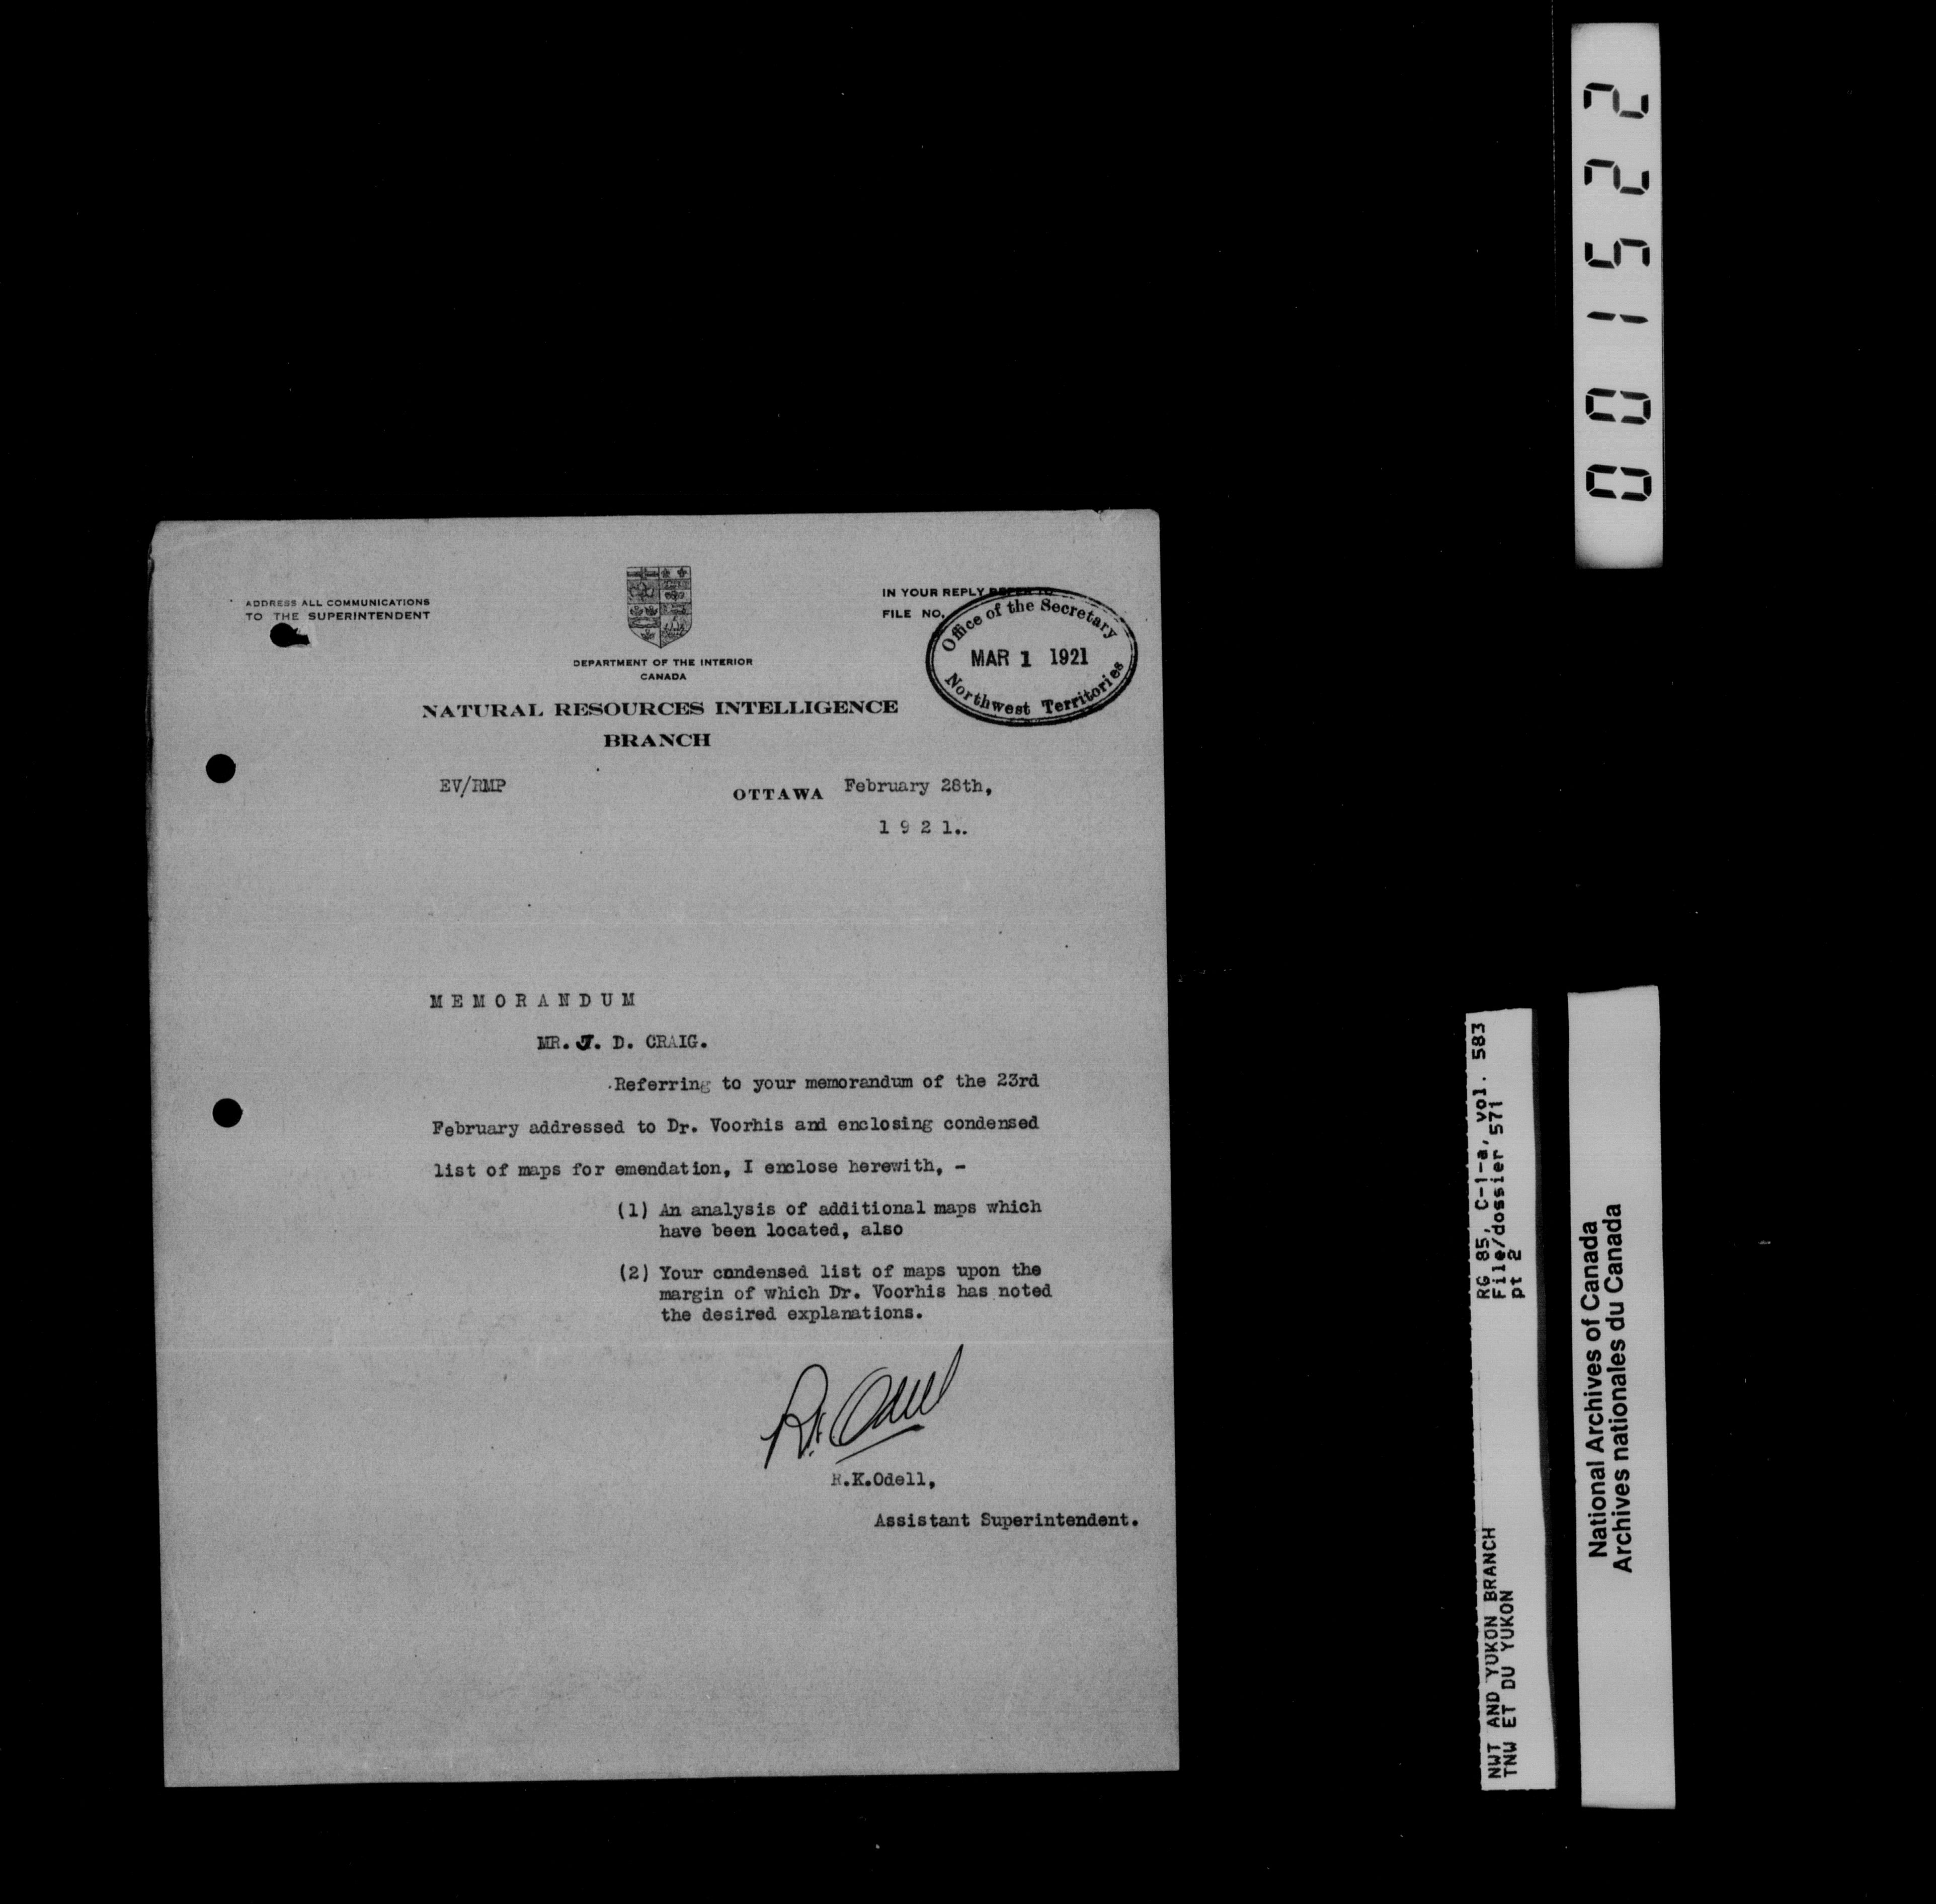 ADDRESS ALL COMMUNICATIONS
TO THE SUPERINTENDENT
IN YOUR REPLY REFER TO
FILE NO.
Office of the Secretary
MAR 1 1921
Northwest Territories
DEPARTMENT OF THE INTERIOR
CANADA
NATURAL RESOURCES INTELLIGENCE
BRANCH
EV/RMP
OTTAWA February 28th,
1 9 2 1..
M E M O R A N D U M
MR. J. D. CRAIG.
Referring to your memorandum of the 23rd
February addressed to Dr. Voorhis and enclosing condensed
list of maps for emendation, I enclose herewith, -
(1) An analysis of additional maps which
have been located, also
(2) Your condensed list of maps upon the
margin of which Dr. Voorhis has noted
the desired explanations.
R. Odell
R.K.Odell,
Assistant Superintendent.
001522
RG 85, C-1-a, vol. 583
File/dossier 571
pt 2
NWT AND YUKON BRANCH
TNW ET DU YUKON
National Archives of Canada
Archives nationales du Canada